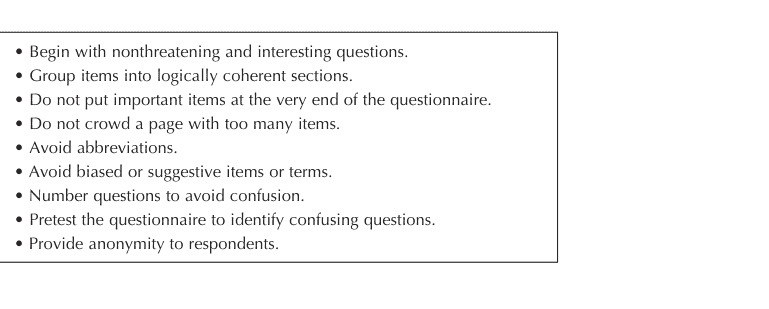 • Begin with nonthreatening and interesting questions.
• Group items into logically coherent sections.
• Do not put important items at the very end of the questionnaire.
• Do not crowd a page with too many items.
• Avoid abbreviations.
• Avoid biased or suggestive items or terms.
• Number questions to avoid confusion.
• Pretest the questionnaire to identify confusing questions.
• Provide anonymity to respondents.